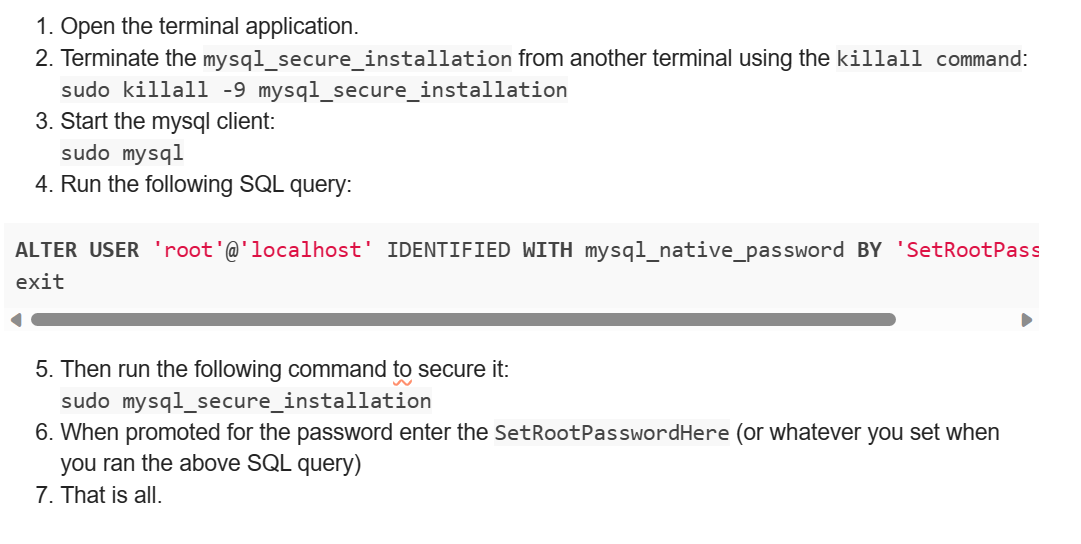 1. Open the terminal application.
2. Terminate the mysql_secure_installation from another terminal using the killall command:
sudo killall -9 mysql_secure_installation
3. Start the mysql client:
sudo mysql
4. Run the following SQL query:
ALTER USER 'root'@'localhost' IDENTIFIED WITH mysql_native_password BY 'SetRootPass
exit
5. Then run the following command to secure it:
sudo mysql_secure_installation
6. When promoted for the password enter the SetRootPasswordHere (or whatever you set when
you ran the above SQL query)
7. That is all.